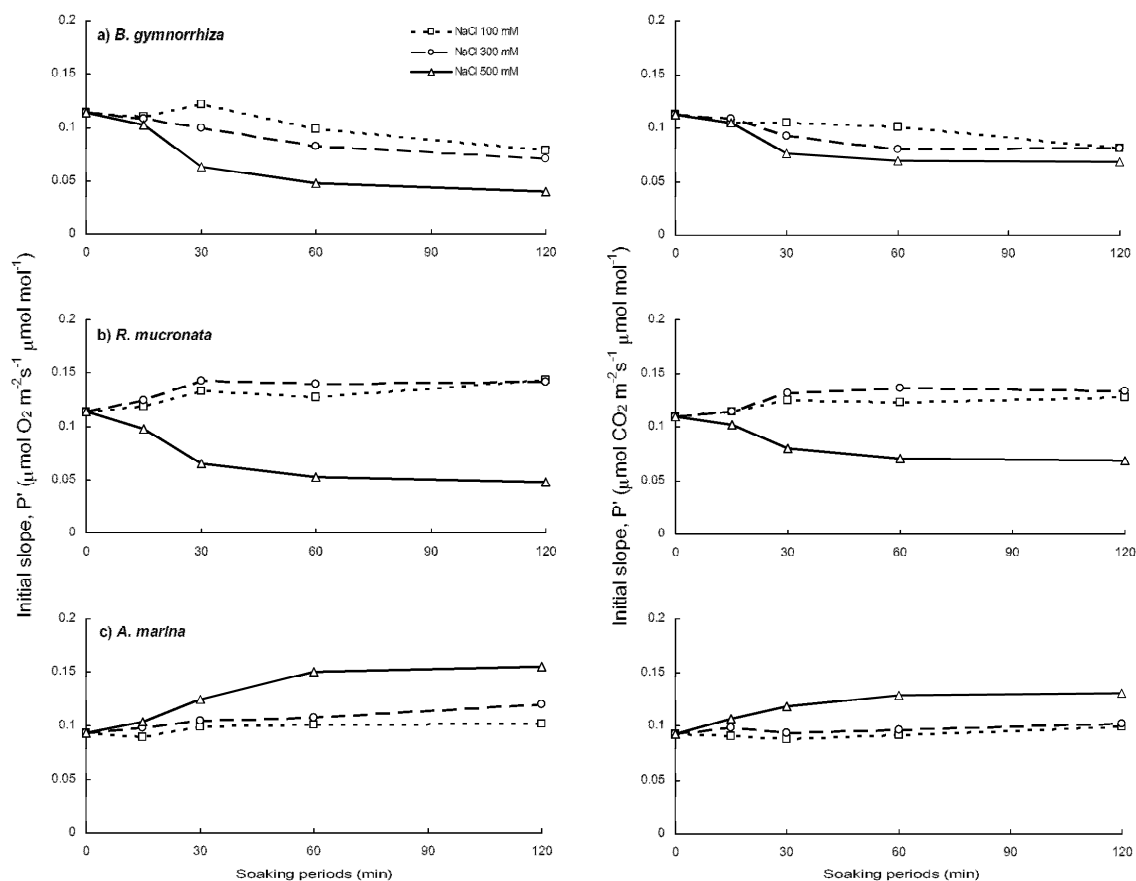 0.2
a) B. gymnorrhiza
NaCl 100 mM
NaCl 300 mM
NaCl 500 mM
0.15
0.1
0.05
0
0 30 60 90 120
0.2
0.15
0.1
0.05
0
0 30 60 90 120
0.2
b) R. mucronata
0.15
0.1
0.05
0
0 30 60 90 120
0.2
0.15
0.1
0.05
0
0 30 60 90 120
0.2
c) A. marina
0.15
0.1
0.05
0
0 30 60 90 120
Soaking periods (min)
0.2
0.15
0.1
0.05
0
0 30 60 90 120
Soaking periods (min)
Initial slope, P' (μmol O₂ m⁻²s⁻¹ μmol mol⁻¹)
Initial slope, P' (μmol CO₂ m⁻²s⁻¹ μmol mol⁻¹)